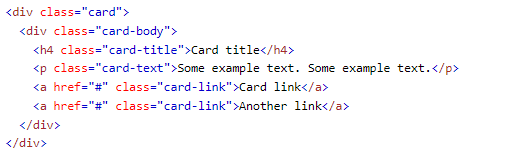 <div class="card">
  <div class="card-body">
    <h4 class="card-title">Card title</h4>
    <p class="card-text">Some example text. Some example text.</p>
    <a href="#" class="card-link">Card link</a>
    <a href="#" class="card-link">Another link</a>
  </div>
</div>